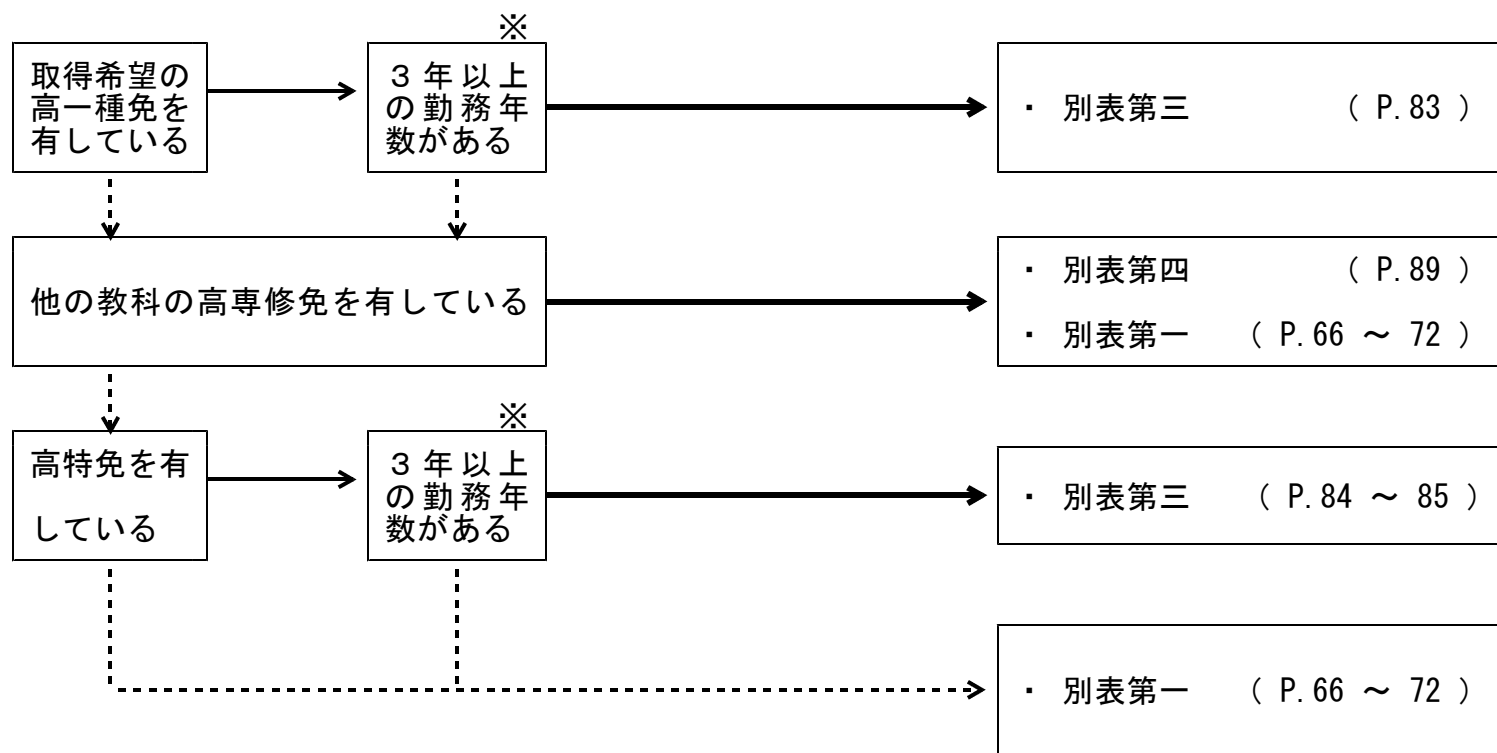 ※
取得希望の
高一種免を
有している
３年以上
の勤務年
数がある
・ 別表第三 （ P.83 ）
他の教科の高専修免を有している
・ 別表第四 （ P.89 ）
・ 別表第一 （ P.66 ～ 72 ）
※
高特免を有
している
３年以上
の勤務年
数がある
・ 別表第三 （ P.84 ～ 85 ）
・ 別表第一 （ P.66 ～ 72 ）